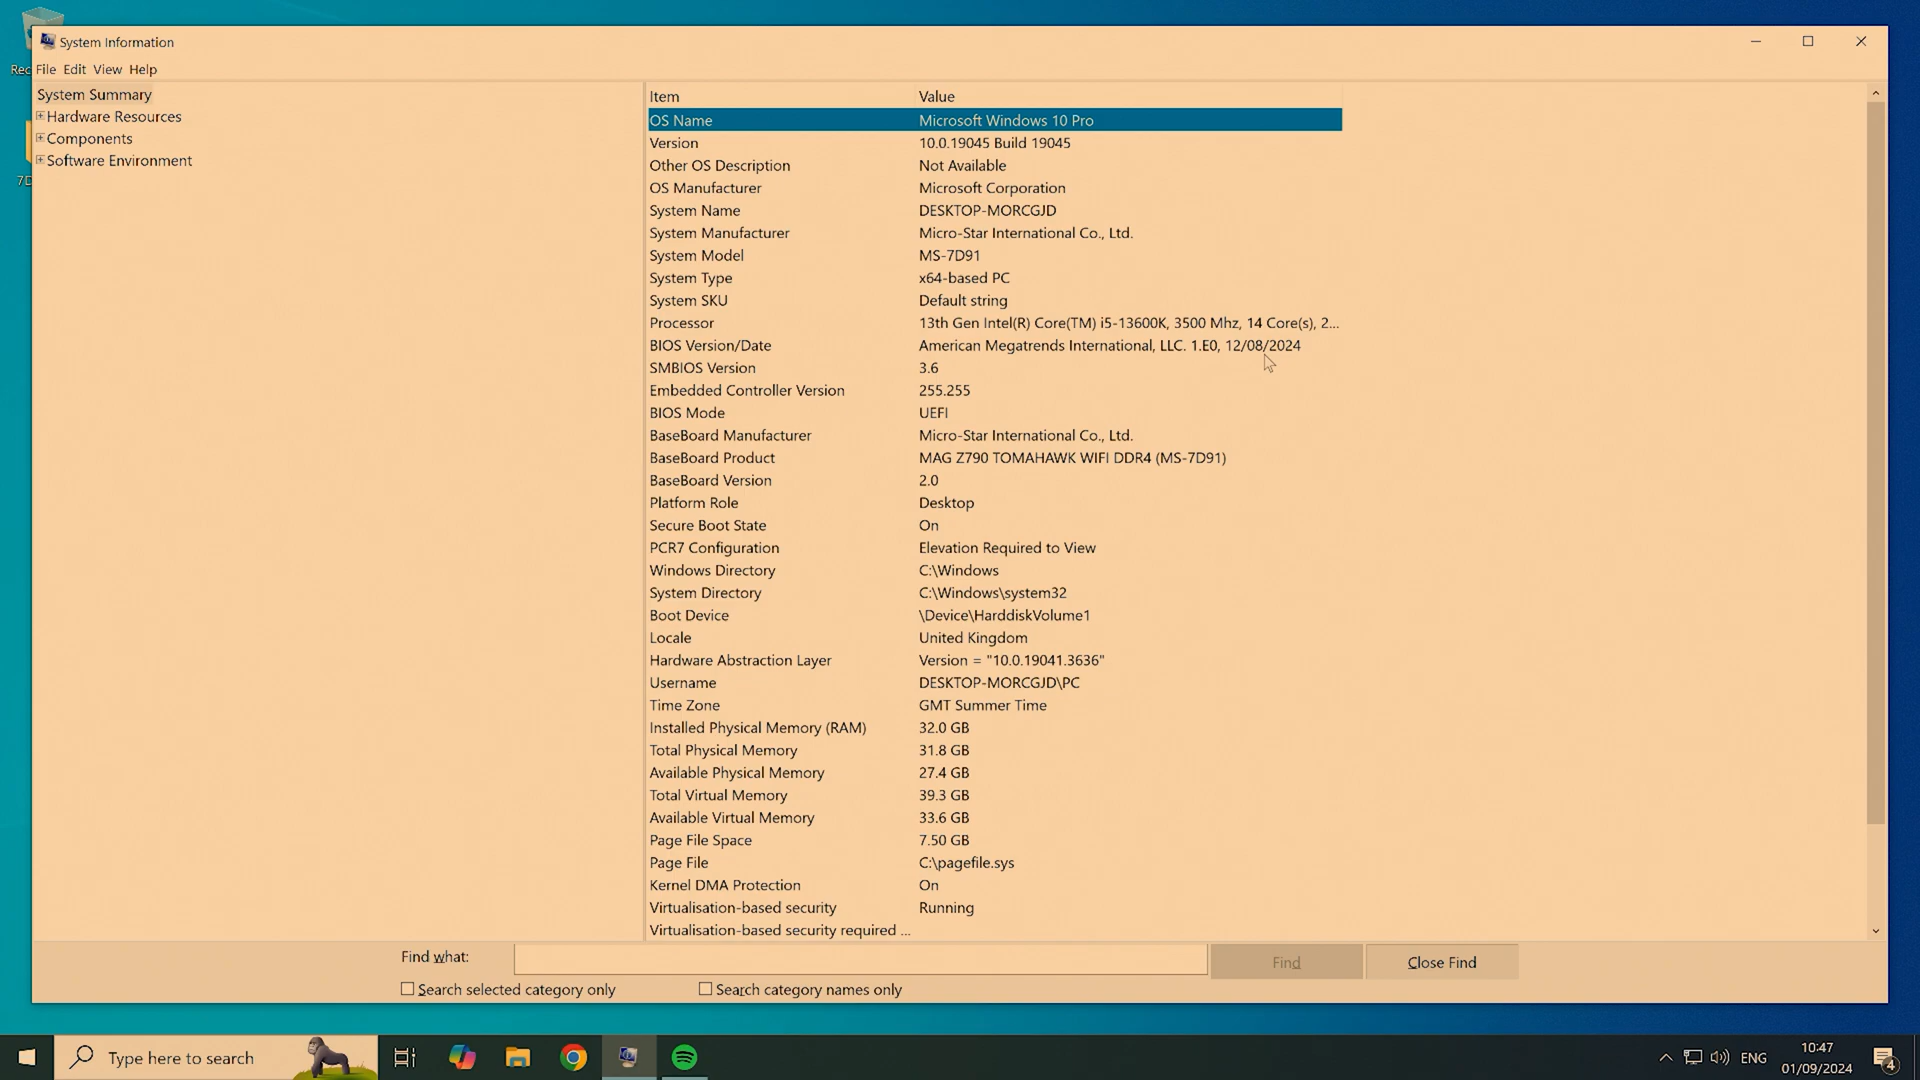 Rec
System Information
File Edit View Help
System Summary
Hardware Resources
Components
Software Environment
7D
Item Value
OS Name Microsoft Windows 10 Pro
Version 10.0.19045 Build 19045
Other OS Description Not Available
OS Manufacturer Microsoft Corporation
System Name DESKTOP-MORCGJD
System Manufacturer Micro-Star International Co., Ltd.
System Model MS-7D91
System Type x64-based PC
System SKU Default string
Processor 13th Gen Intel(R) Core(TM) i5-13600K, 3500 Mhz, 14 Core(s), 2...
BIOS Version/Date American Megatrends International, LLC. 1.E0, 12/08/2024
SMBIOS Version 3.6
Embedded Controller Version 255.255
BIOS Mode UEFI
BaseBoard Manufacturer Micro-Star International Co., Ltd.
BaseBoard Product MAG Z790 TOMAHAWK WIFI DDR4 (MS-7D91)
BaseBoard Version 2.0
Platform Role Desktop
Secure Boot State On
PCR7 Configuration Elevation Required to View
Windows Directory C:\Windows
System Directory C:\Windows\system32
Boot Device \Device\HarddiskVolume1
Locale United Kingdom
Hardware Abstraction Layer Version = "10.0.19041.3636"
Username DESKTOP-MORCGJD\PC
Time Zone GMT Summer Time
Installed Physical Memory (RAM) 32.0 GB
Total Physical Memory 31.8 GB
Available Physical Memory 27.4 GB
Total Virtual Memory 39.3 GB
Available Virtual Memory 33.6 GB
Page File Space 7.50 GB
Page File C:\pagefile.sys
Kernel DMA Protection On
Virtualisation-based security Running
Virtualisation-based security required ...
Find what: Find Close Find
Search selected category only Search category names only
Type here to search
ENG
10:47
01/09/2024
4